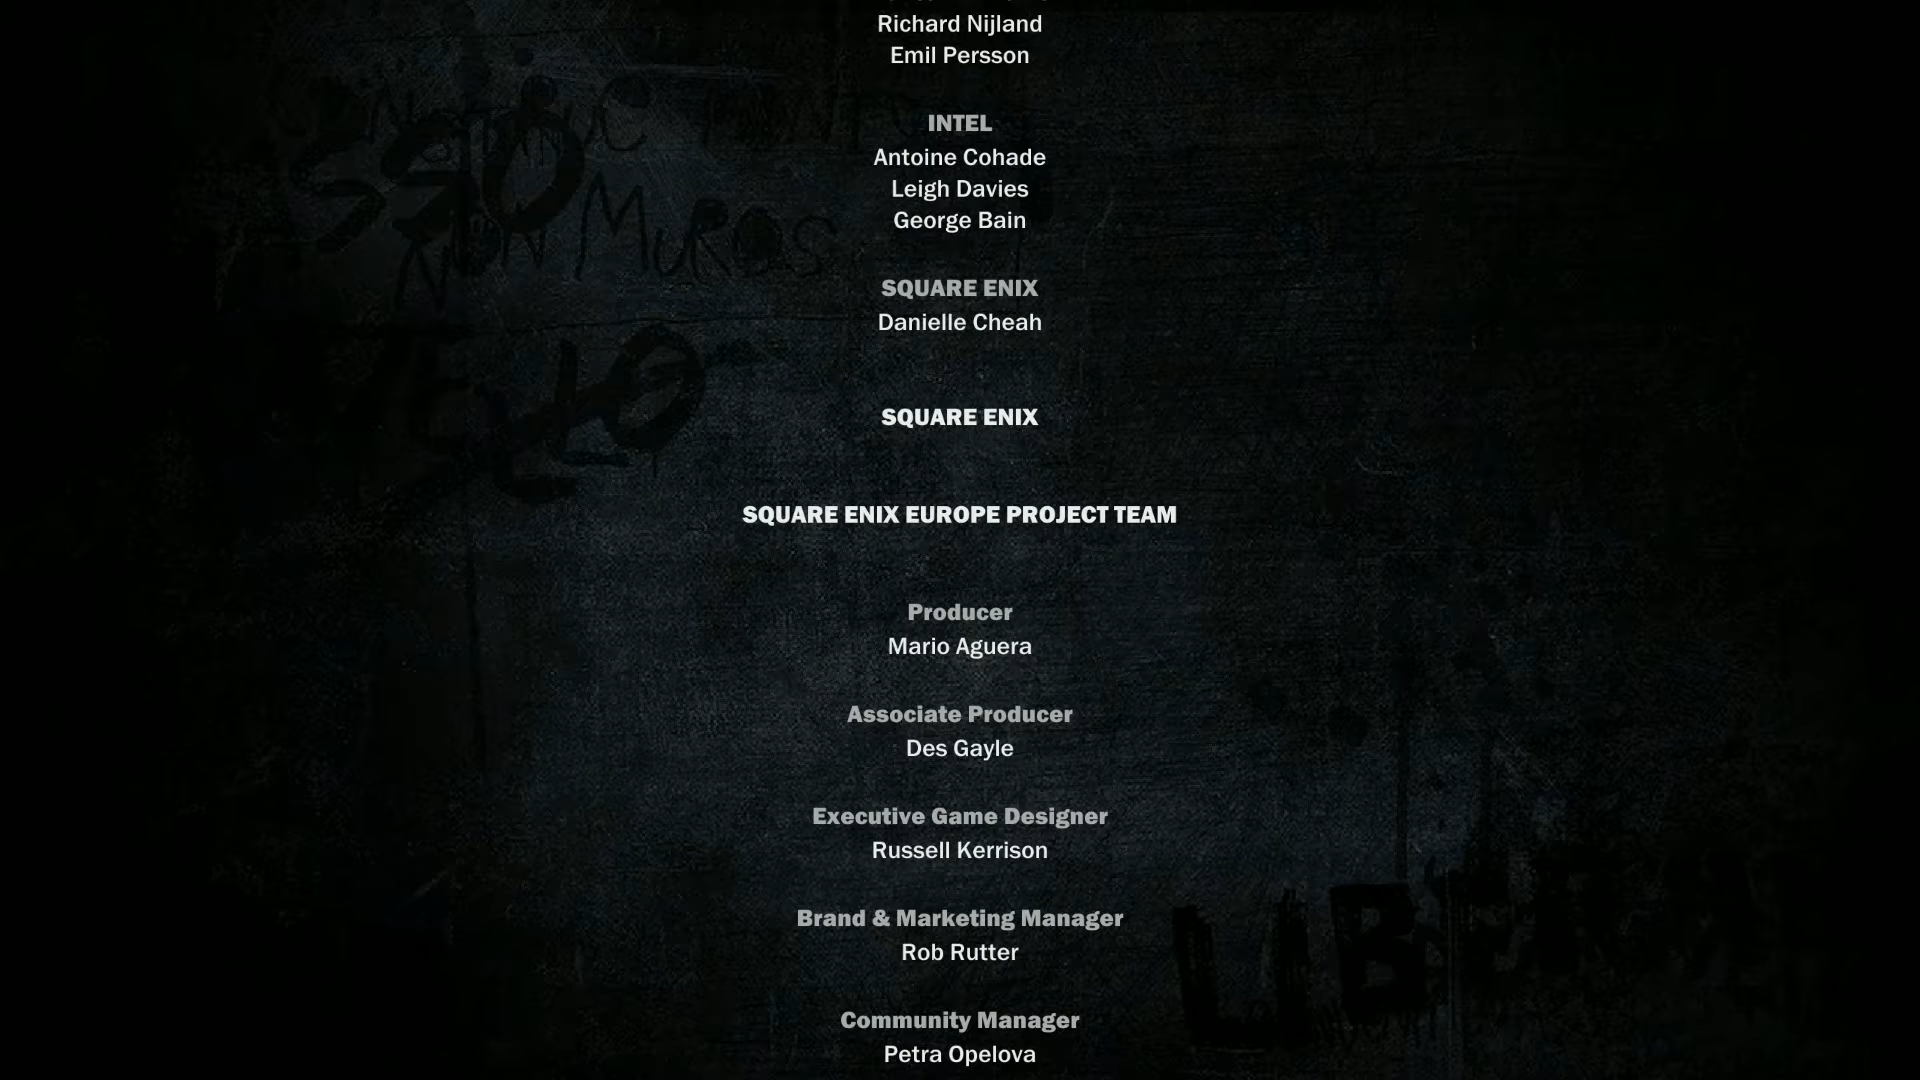 Richard Nijland
Emil Persson
INTEL
Antoine Cohade
Leigh Davies
George Bain
SQUARE ENIX
Danielle Cheah
SQUARE ENIX
SQUARE ENIX EUROPE PROJECT TEAM
Producer
Mario Aguera
Associate Producer
Des Gayle
Executive Game Designer
Russell Kerrison
Brand & Marketing Manager
Rob Rutter
Community Manager
Petra Opelova
NON MUROS